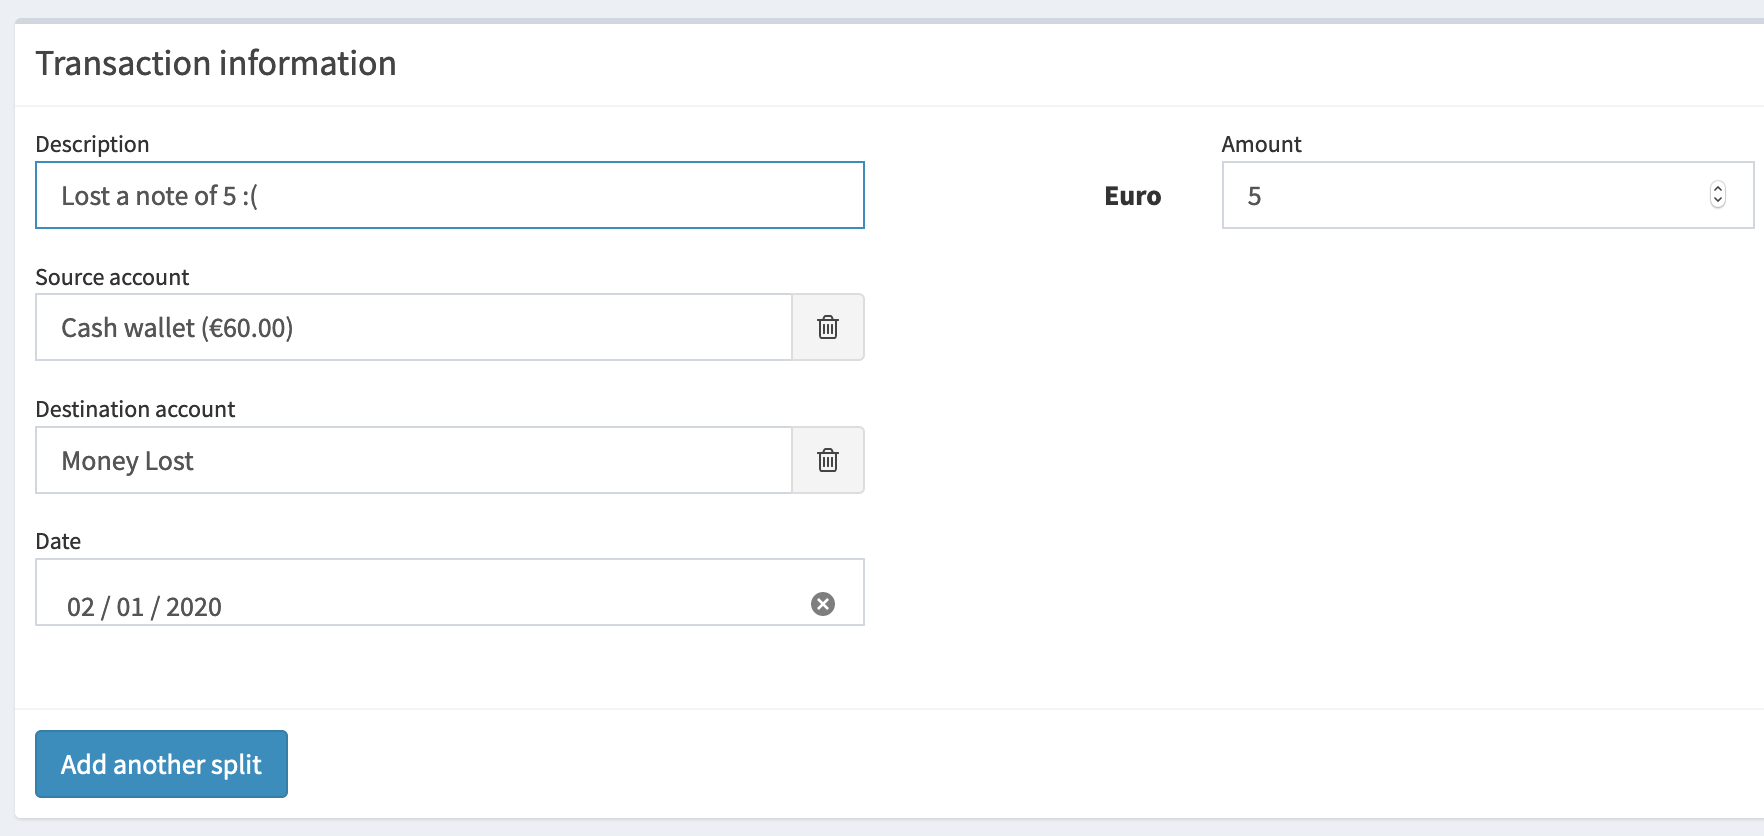 Transaction information
Description
Lost a note of 5 :(
Euro
Amount
5
Source account
Cash wallet (€60.00)
Destination account
Money Lost
Date
02 / 01 / 2020
Add another split